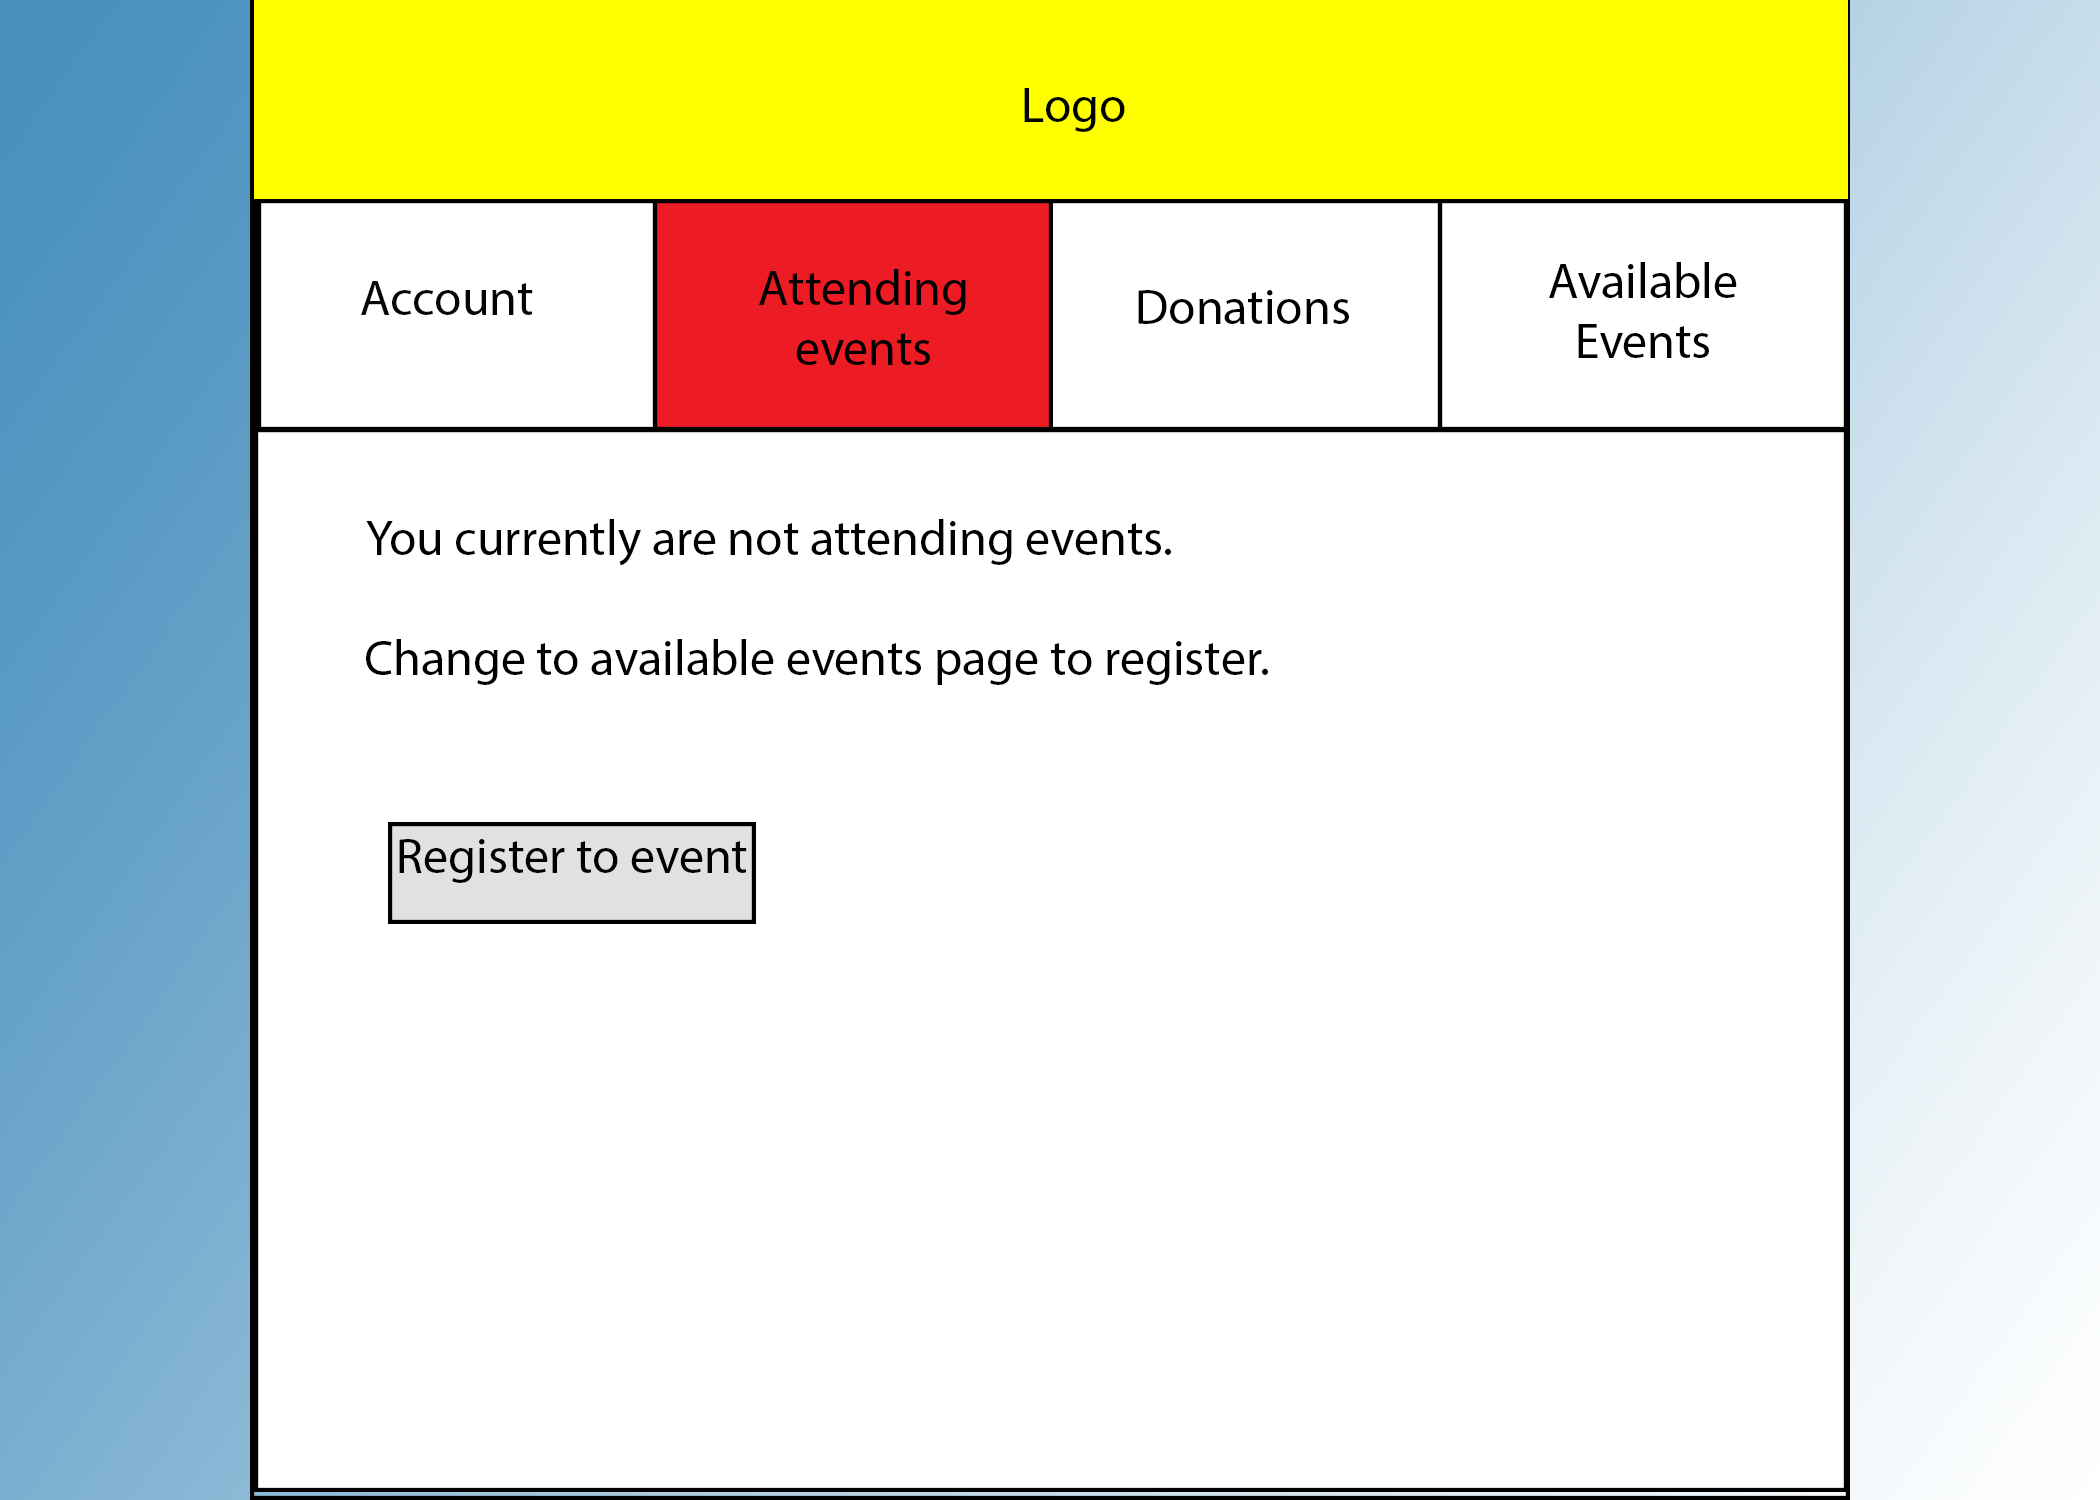 Logo
Account
Attending
events
Donations
Available
Events
You currently are not attending events.
Change to available events page to register.
Register to event